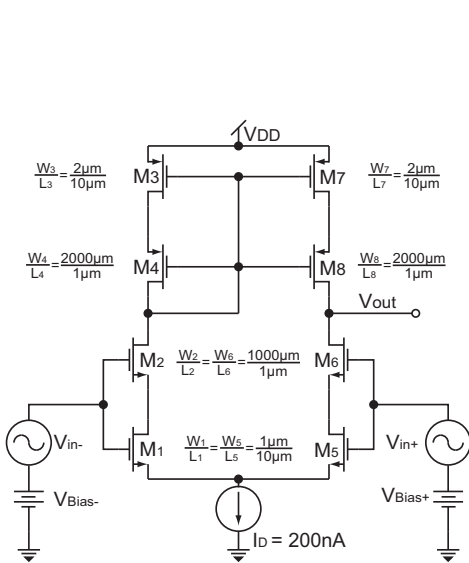 VDD
W3/L3=2µm/10µm
M3
M7
W7/L7=2µm/10µm
W4/L4=2000µm/1µm
M4
M8
W8/L8=2000µm/1µm
Vout
M2
W2/L2=W6/L6=1000µm/1µm
M6
Vin-
M1
W1/L1=W5/L5=1µm/10µm
M5
Vin+
VBias-
VBias+
ID = 200nA